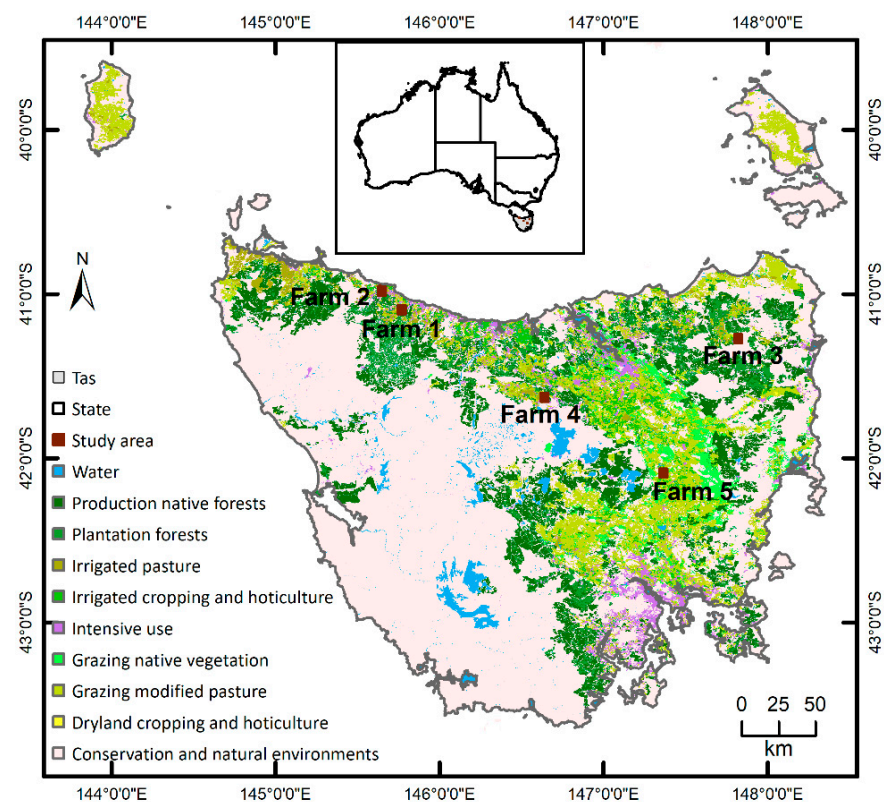 144°0'0"E 145°0'0"E 146°0'0"E 147°0'0"E 148°0'0"E
40°0'0"S
40°0'0"S
N
41°0'0"S
41°0'0"S
Farm 2
Farm 1
Farm 3
Farm 4
Farm 5
42°0'0"S
42°0'0"S
43°0'0"S
43°0'0"S
Tas
State
Study area
Water
Production native forests
Plantation forests
Irrigated pasture
Irrigated cropping and hoticulture
Intensive use
Grazing native vegetation
Grazing modified pasture
Dryland cropping and hoticulture
Conservation and natural environments
0 25 50
km
144°0'0"E 145°0'0"E 146°0'0"E 147°0'0"E 148°0'0"E